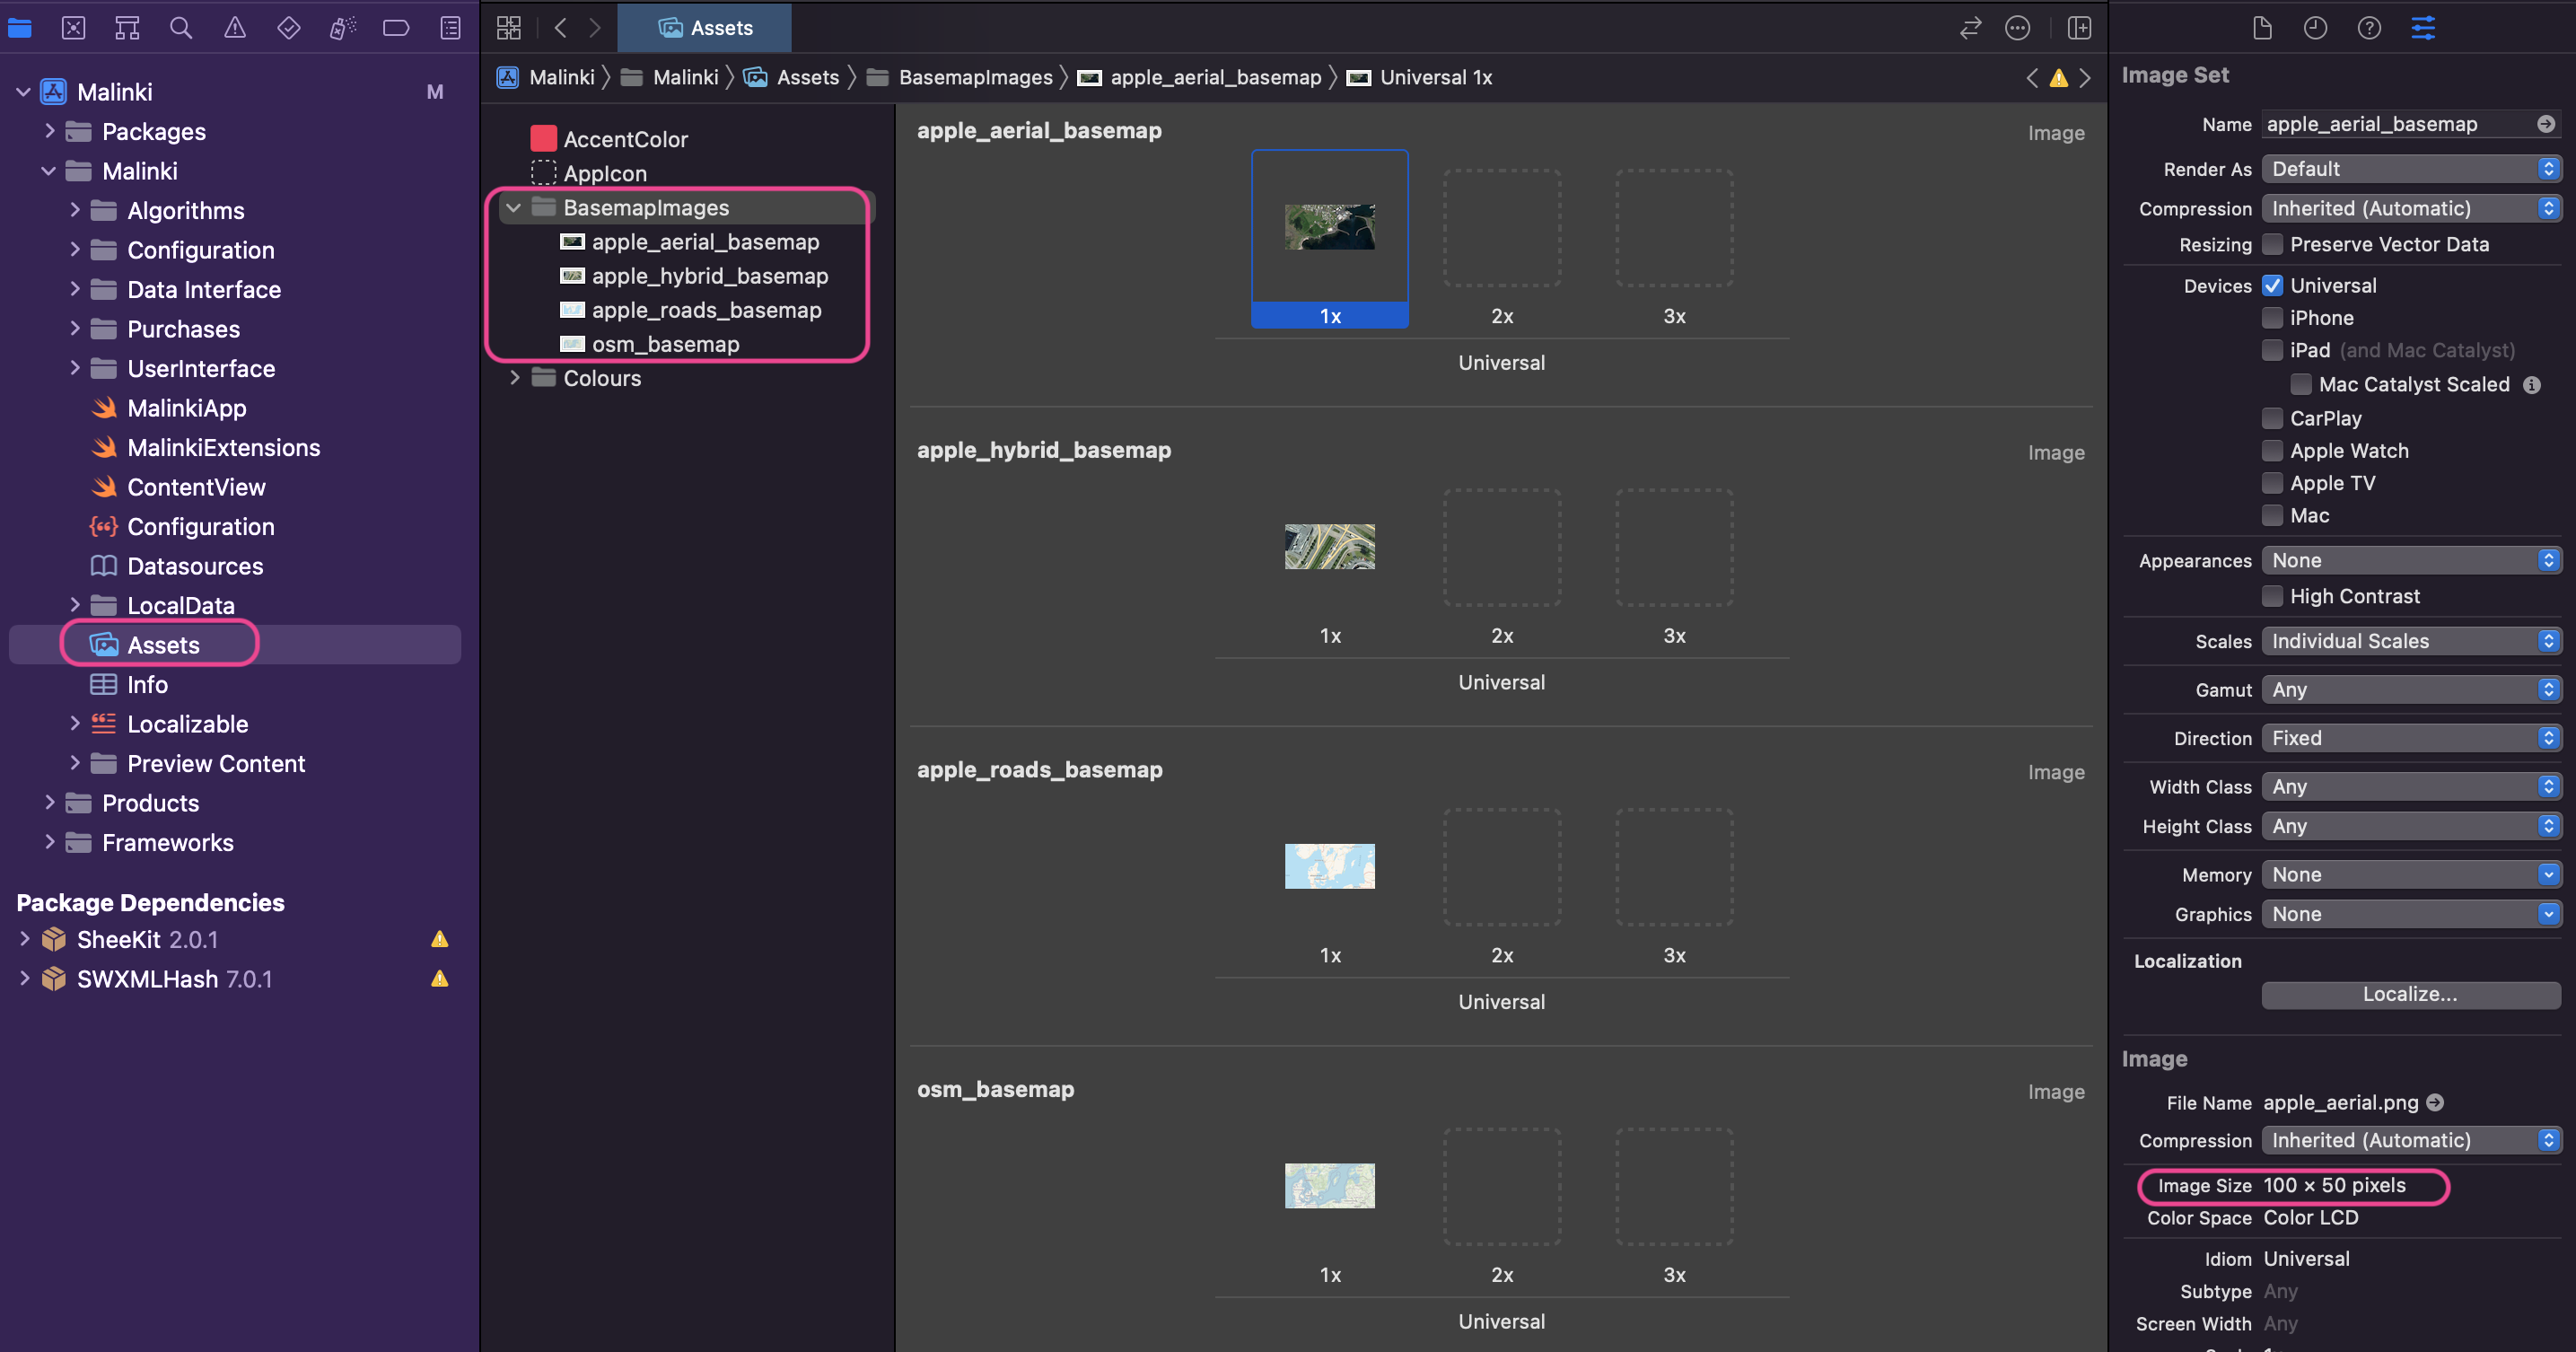 Malinki
M
Packages
Malinki
Algorithms
Configuration
Data Interface
Purchases
UserInterface
MalinkiApp
MalinkiExtensions
ContentView
Configuration
Datasources
LocalData
Assets
Info
Localizable
Preview Content
Products
Frameworks
Package Dependencies
SheeKit 2.0.1
SWXMLHash 7.0.1
Assets
Malinki Malinki Assets BasemapImages apple_aerial_basemap Universal 1x
AccentColor
AppIcon
BasemapImages
apple_aerial_basemap
apple_hybrid_basemap
apple_roads_basemap
osm_basemap
Colours
apple_aerial_basemap
Image
1x 2x 3x
Universal
apple_hybrid_basemap
Image
1x 2x 3x
Universal
apple_roads_basemap
Image
1x 2x 3x
Universal
osm_basemap
Image
1x 2x 3x
Universal
Image Set
Name apple_aerial_basemap
Render As Default
Compression Inherited (Automatic)
Resizing Preserve Vector Data
Devices Universal
iPhone
iPad (and Mac Catalyst)
Mac Catalyst Scaled
CarPlay
Apple Watch
Apple TV
Mac
Appearances None
High Contrast
Scales Individual Scales
Gamut Any
Direction Fixed
Width Class Any
Height Class Any
Memory None
Graphics None
Localization
Localize...
Image
File Name apple_aerial.png
Compression Inherited (Automatic)
Image Size 100 × 50 pixels
Color Space Color LCD
Idiom Universal
Subtype Any
Screen Width Any